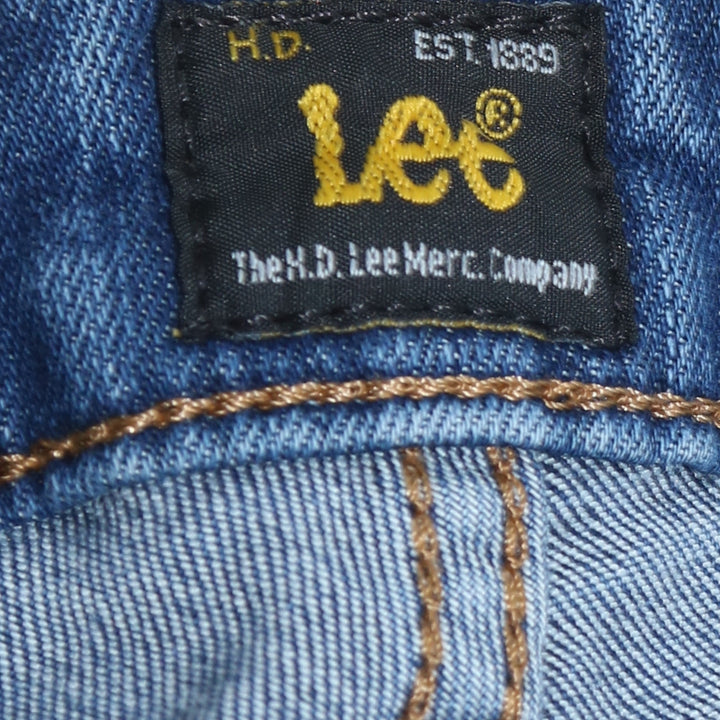 H.D. EST. 1889
Lee®
The H.D. Lee Merc. Company